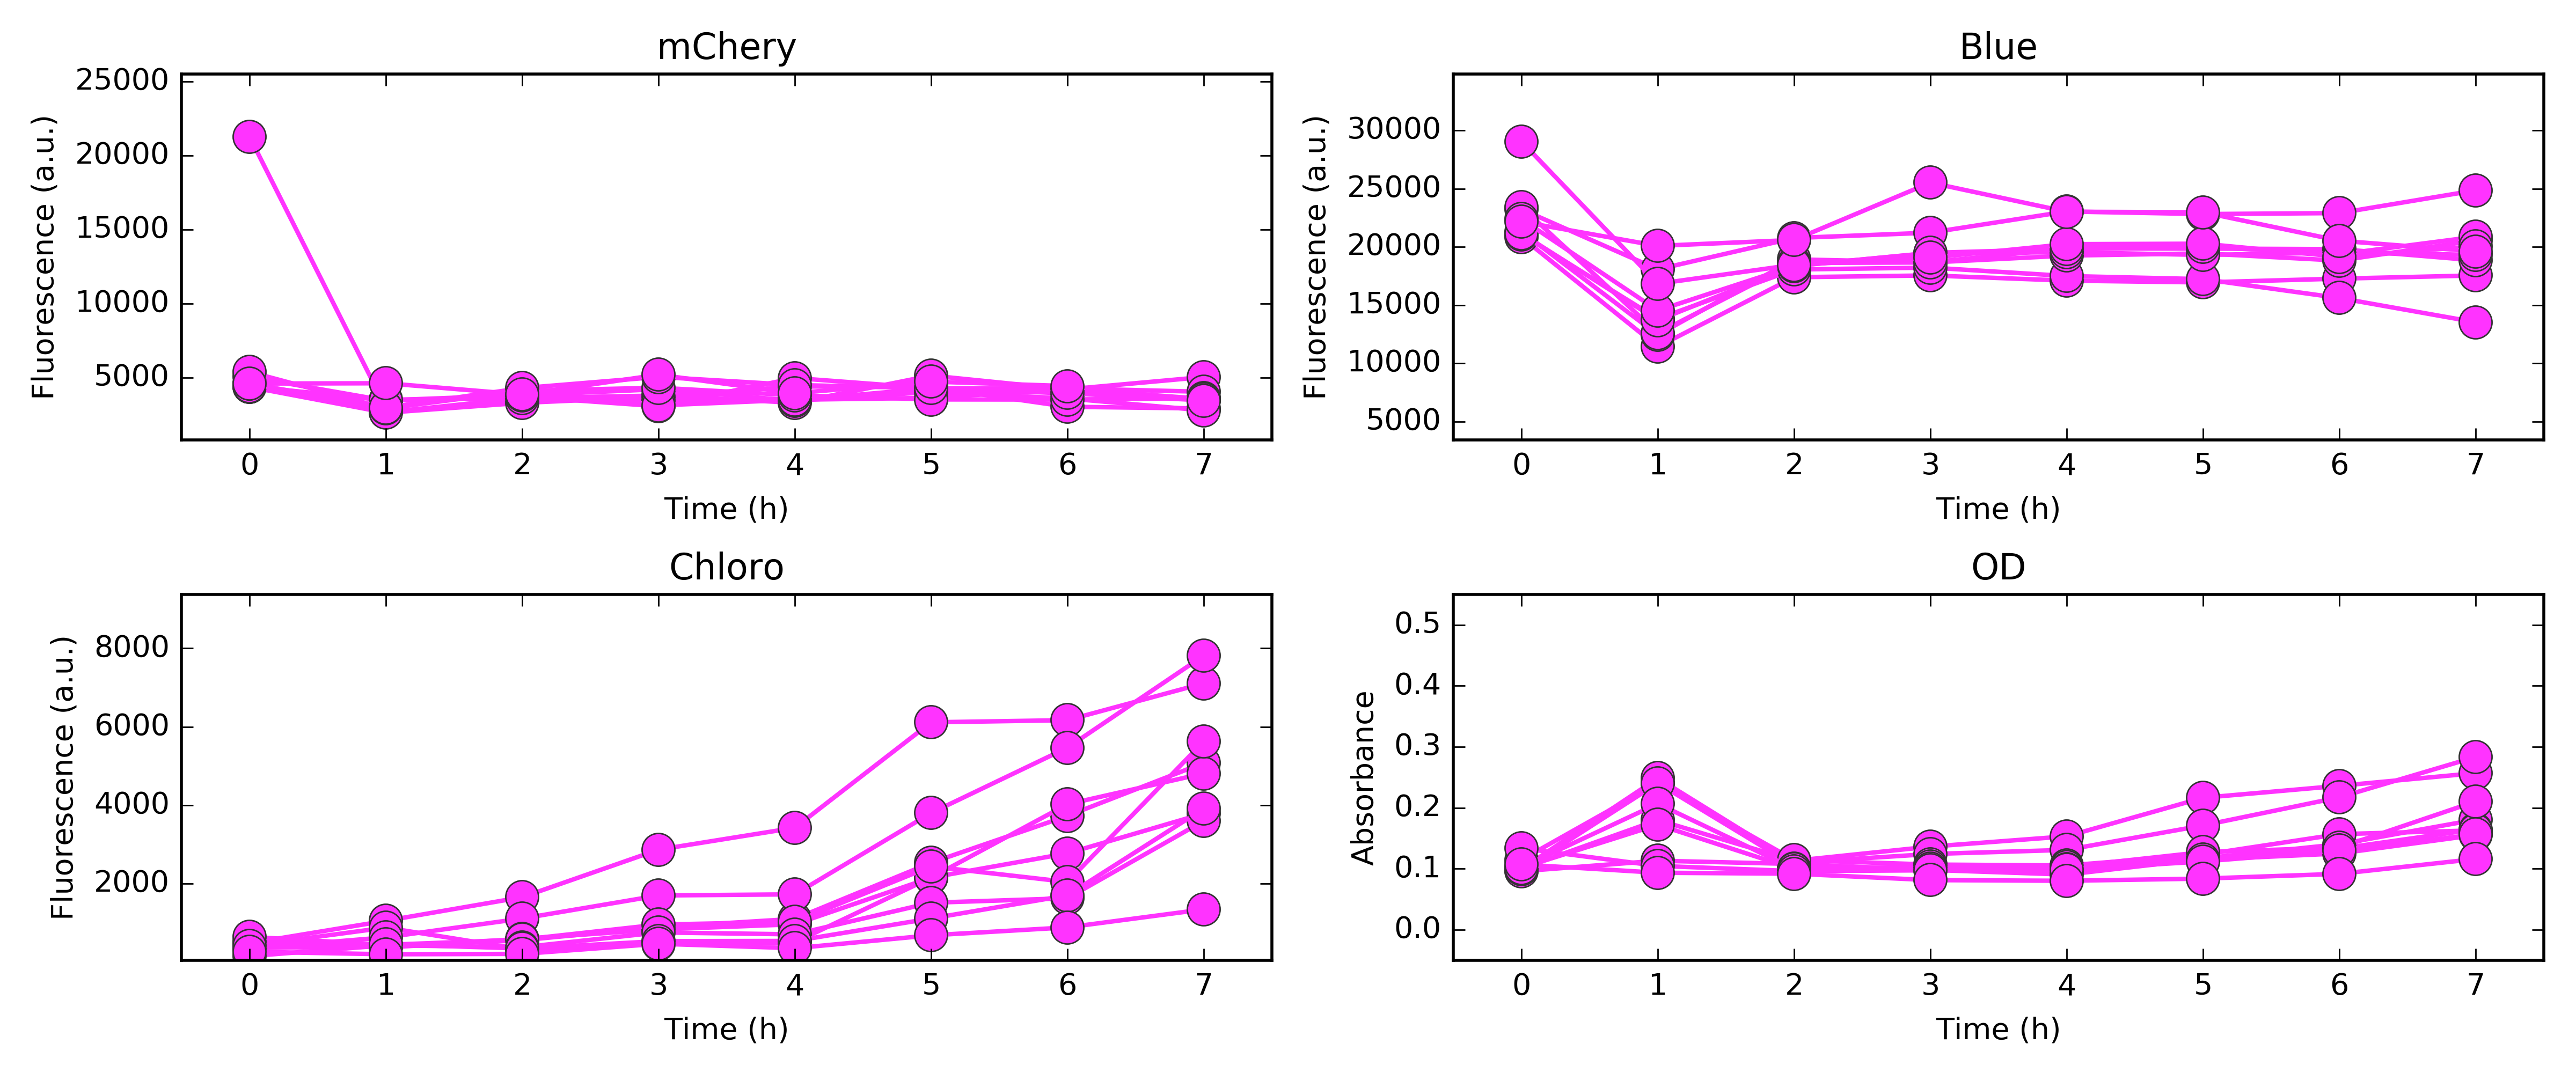 mChery
Fluorescence (a.u.)
25000
20000
15000
10000
5000
0 1 2 3 4 5 6 7
Time (h)
Blue
Fluorescence (a.u.)
30000
25000
20000
15000
10000
5000
0 1 2 3 4 5 6 7
Time (h)
Chloro
Fluorescence (a.u.)
8000
6000
4000
2000
0 1 2 3 4 5 6 7
Time (h)
OD
Absorbance
0.5
0.4
0.3
0.2
0.1
0.0
0 1 2 3 4 5 6 7
Time (h)